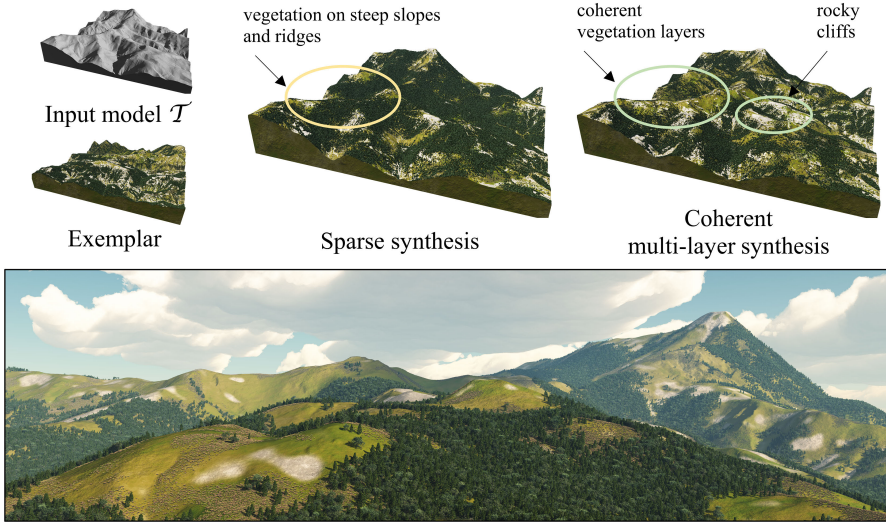 vegetation on steep slopes
and ridges
coherent
vegetation layers
rocky
cliffs
Input model 𝒯
Exemplar
Sparse synthesis
Coherent
multi-layer synthesis